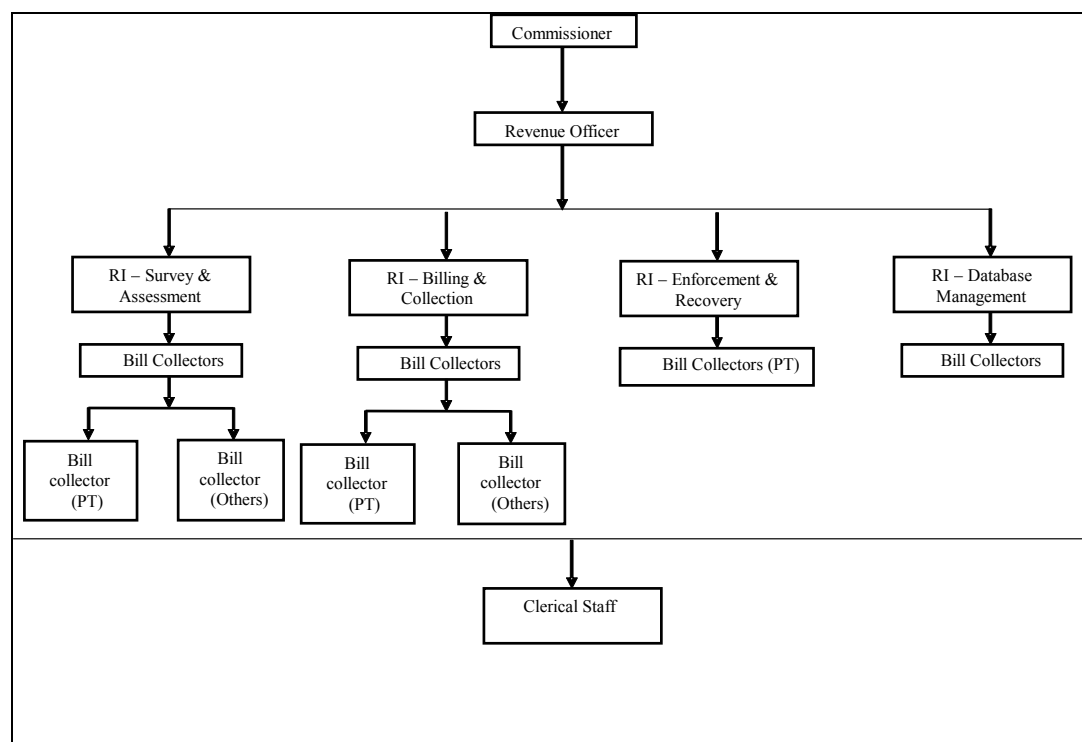 Commissioner
Revenue Officer
RI – Survey &
Assessment
RI – Billing &
Collection
RI – Enforcement &
Recovery
RI – Database
Management
Bill Collectors
Bill Collectors
Bill Collectors (PT)
Bill Collectors
Bill
collector
(PT)
Bill
collector
(Others)
Bill
collector
(PT)
Bill
collector
(Others)
Clerical Staff